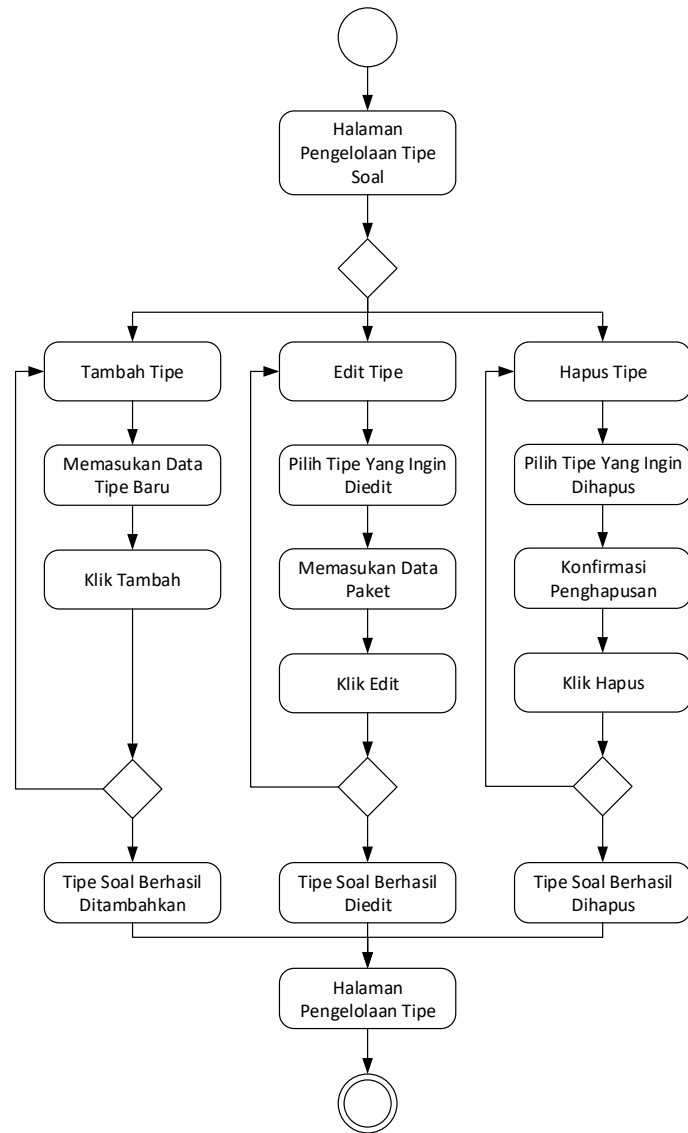 Halaman
Pengelolaan Tipe
Soal
Tambah Tipe
Edit Tipe
Hapus Tipe
Memasukan Data
Tipe Baru
Pilih Tipe Yang Ingin
Diedit
Pilih Tipe Yang Ingin
Dihapus
Klik Tambah
Memasukan Data
Paket
Konfirmasi
Penghapusan
Klik Edit
Klik Hapus
Tipe Soal Berhasil
Ditambahkan
Tipe Soal Berhasil
Diedit
Tipe Soal Berhasil
Dihapus
Halaman
Pengelolaan Tipe